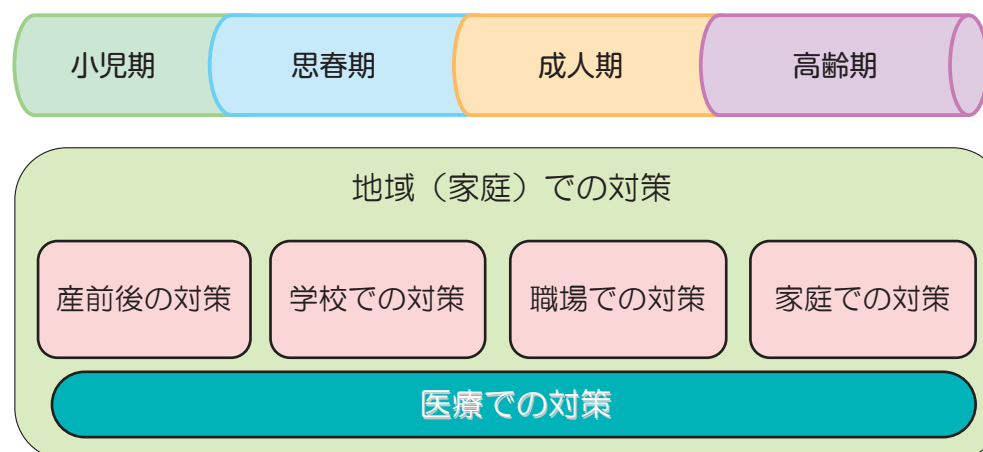 小児期 思春期 成人期 高齢期
地域（家庭）での対策
産前後の対策 学校での対策 職場での対策 家庭での対策
医療での対策